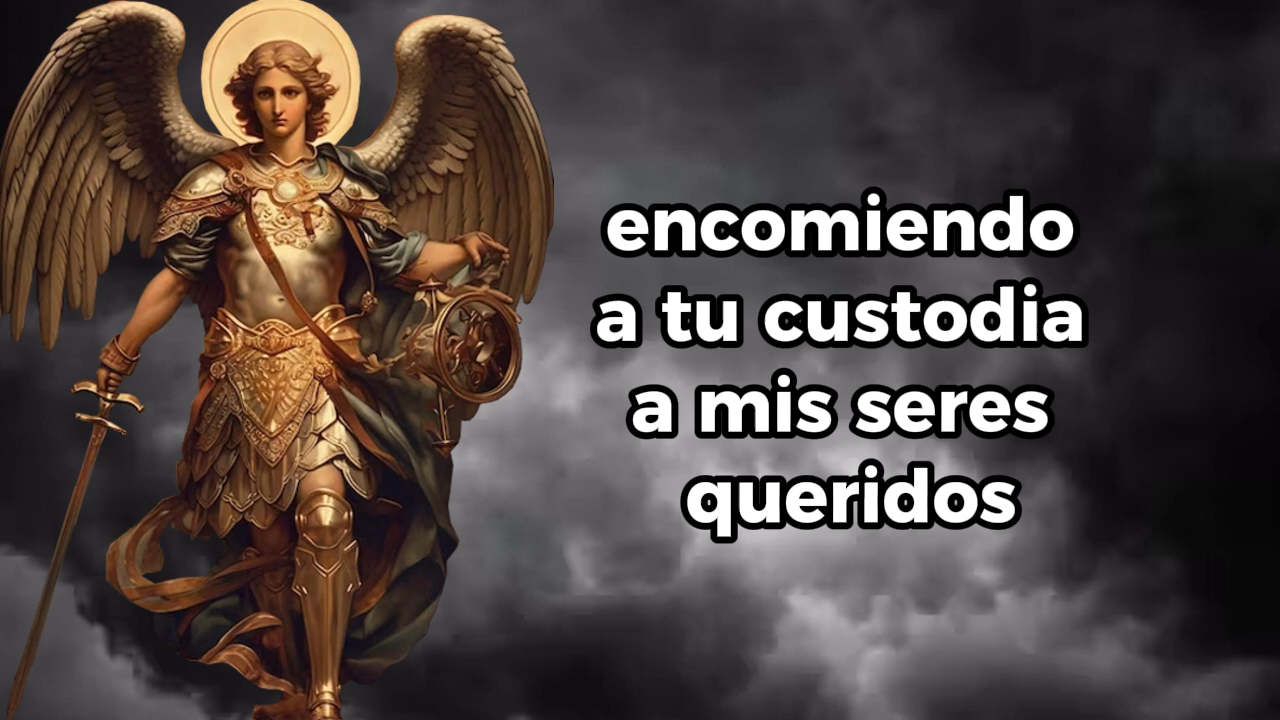 encomiendo
a tu custodia
a mis seres
queridos